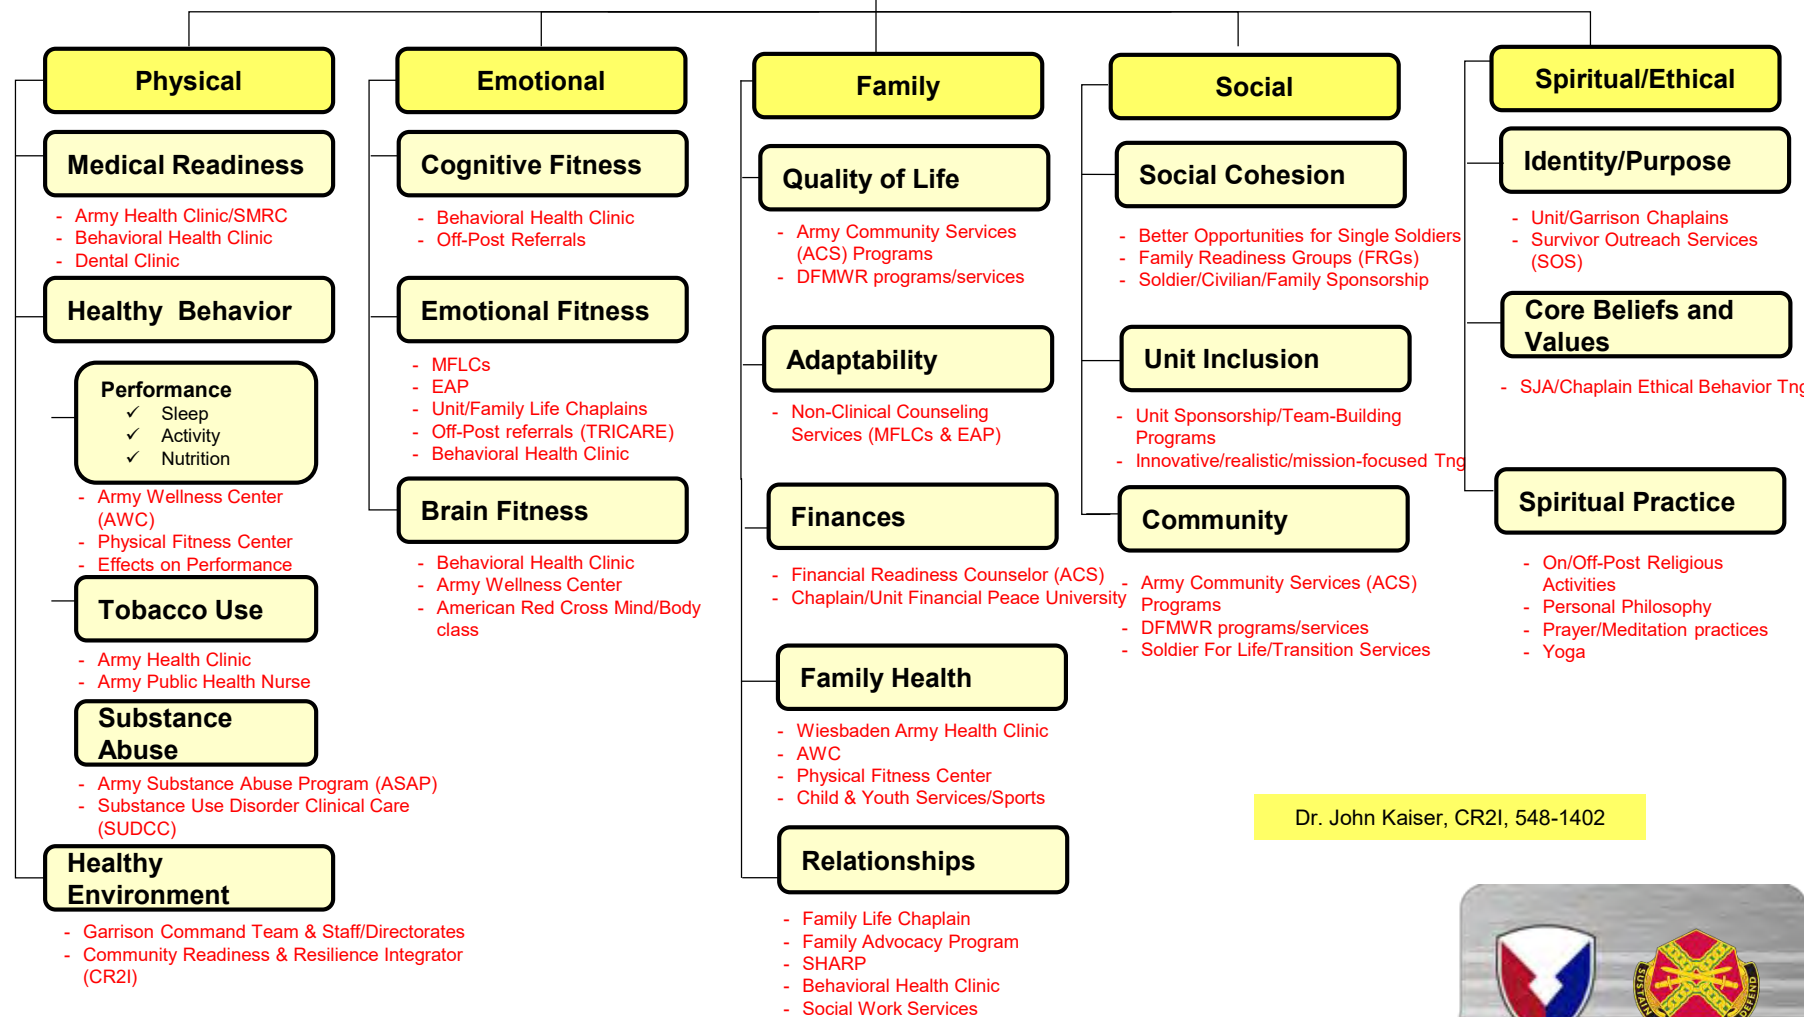 Physical
Medical Readiness
- Army Health Clinic/SMRC
- Behavioral Health Clinic
- Dental Clinic
Healthy Behavior
Performance
✓ Sleep
✓ Activity
✓ Nutrition
- Army Wellness Center
(AWC)
- Physical Fitness Center
- Effects on Performance
Tobacco Use
- Army Health Clinic
- Army Public Health Nurse
Substance
Abuse
- Army Substance Abuse Program (ASAP)
- Substance Use Disorder Clinical Care
(SUDCC)
Healthy
Environment
- Garrison Command Team & Staff/Directorates
- Community Readiness & Resilience Integrator
(CR2I)
Emotional
Cognitive Fitness
- Behavioral Health Clinic
- Off-Post Referrals
Emotional Fitness
- MFLCs
- EAP
- Unit/Family Life Chaplains
- Off-Post referrals (TRICARE)
- Behavioral Health Clinic
Brain Fitness
- Behavioral Health Clinic
- Army Wellness Center
- American Red Cross Mind/Body
class
Family
Quality of Life
- Army Community Services
(ACS) Programs
- DFMWR programs/services
Adaptability
- Non-Clinical Counseling
Services (MFLCs & EAP)
Finances
- Financial Readiness Counselor (ACS)
- Chaplain/Unit Financial Peace University
Family Health
- Wiesbaden Army Health Clinic
- AWC
- Physical Fitness Center
- Child & Youth Services/Sports
Relationships
- Family Life Chaplain
- Family Advocacy Program
- SHARP
- Behavioral Health Clinic
- Social Work Services
Social
Social Cohesion
- Better Opportunities for Single Soldiers
- Family Readiness Groups (FRGs)
- Soldier/Civilian/Family Sponsorship
Unit Inclusion
- Unit Sponsorship/Team-Building
Programs
- Innovative/realistic/mission-focused Tng
Community
- Army Community Services (ACS)
Programs
- DFMWR programs/services
- Soldier For Life/Transition Services
Spiritual/Ethical
Identity/Purpose
- Unit/Garrison Chaplains
- Survivor Outreach Services
(SOS)
Core Beliefs and
Values
- SJA/Chaplain Ethical Behavior Tng
Spiritual Practice
- On/Off-Post Religious
Activities
- Personal Philosophy
- Prayer/Meditation practices
- Yoga
Dr. John Kaiser, CR2I, 548-1402
SUSTAIN
DEFEND